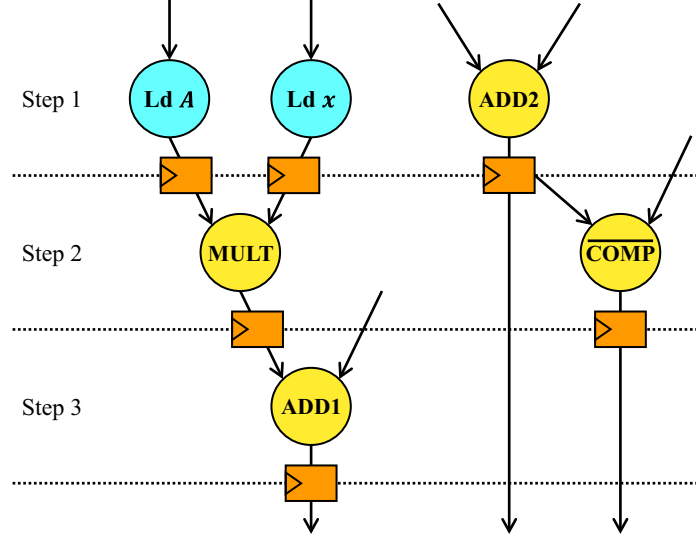 Step 1
Ld A
Ld x
ADD2
Step 2
MULT
COMP
Step 3
ADD1